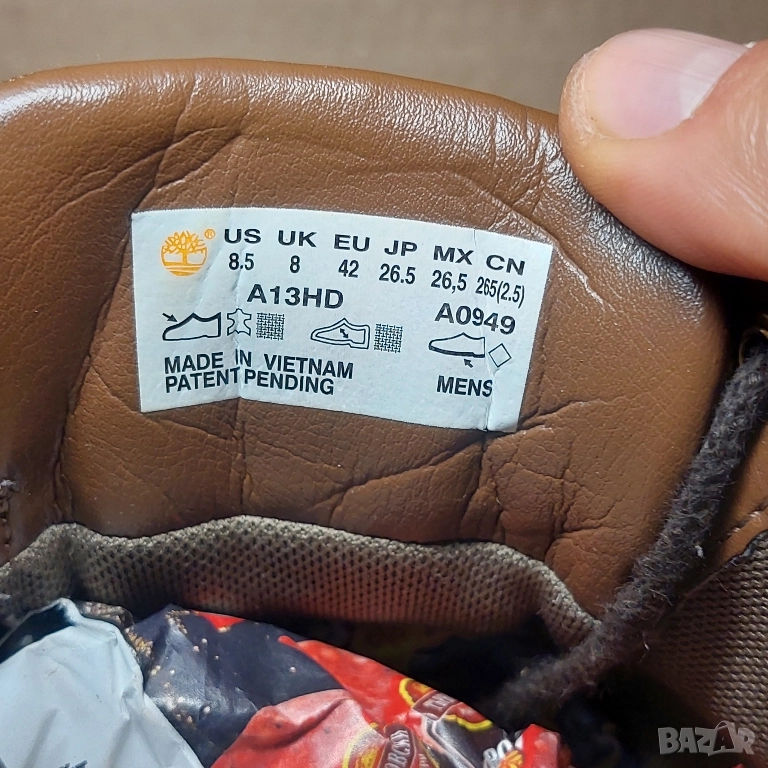 ® US UK EU JP MX CN
8.5 8 42 26.5 26,5 265(2.5)
A13HD A0949
MADE IN VIETNAM
PATENT PENDING MENS
BAZAR